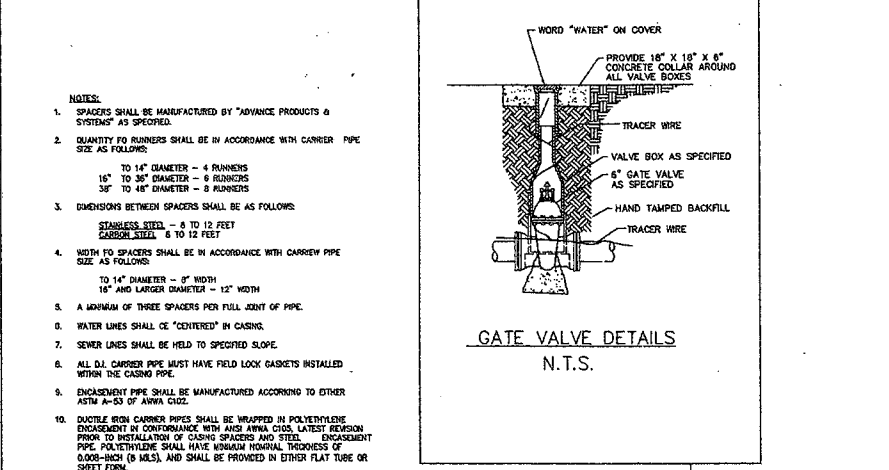 NOTES:
1. SPACERS SHALL BE MANUFACTURED BY "ADVANCE PRODUCTS &
SYSTEMS" AS SPECIFIED.
2. QUANTITY FO RUNNERS SHALL BE IN ACCORDANCE WITH CARRIER PIPE
SIZE AS FOLLOWS:
TO 14" DIAMETER - 4 RUNNERS
16" TO 36" DIAMETER - 6 RUNNERS
38" TO 48" DIAMETER - 8 RUNNERS
3. DIMENSIONS BETWEEN SPACERS SHALL BE AS FOLLOWS:
STAINLESS STEEL - 8 TO 12 FEET
CARBON STEEL 8 TO 12 FEET
4. WIDTH FO SPACERS SHALL BE IN ACCORDANCE WITH CARRIEW PIPE
SIZE AS FOLLOWS:
TO 14" DIAMETER - 8" WIDTH
16" AND LARGER DIAMETER - 12" WIDTH
5. A MINIMUM OF THREE SPACERS PER FULL JOINT OF PIPE.
6. WATER LINES SHALL CE "CENTERED" IN CASING.
7. SEWER LINES SHALL BE HELD TO SPECIFIED SLOPE.
8. ALL D.I. CARRIER PIPE MUST HAVE FIELD LOCK GASKETS INSTALLED
WITHIN THE CASING PIPE.
9. ENCASEMENT PIPE SHALL BE MANUFACTURED ACCORKING TO EITHER
ASTM A-53 OF AWWA C102.
10. DUCTILE IRON CARRIER PIPES SHALL BE WRAPPED IN POLYETHYLENE
ENCASEMENT IN CONFORMANCE WITH ANSI AWWA C105, LATEST REVISION
PRIOR TO INSTALLATION OF CASING SPACERS AND STEEL ENCASEMENT
PIPE. POLYETHYLENE SHALL HAVE MINIMUM NOMINAL THICKNESS OF
0.008-INCH (8 MILS), AND SHALL BE PROVIDED IN EITHER FLAT TUBE OR
SHEET FORM.
WORD "WATER" ON COVER
PROVIDE 18" X 18" X 6"
CONCRETE COLLAR AROUND
ALL VALVE BOXES
TRACER WIRE
VALVE BOX AS SPECIFIED
6" GATE VALVE
AS SPECIFIED
HAND TAMPED BACKFILL
TRACER WIRE
GATE VALVE DETAILS
N.T.S.